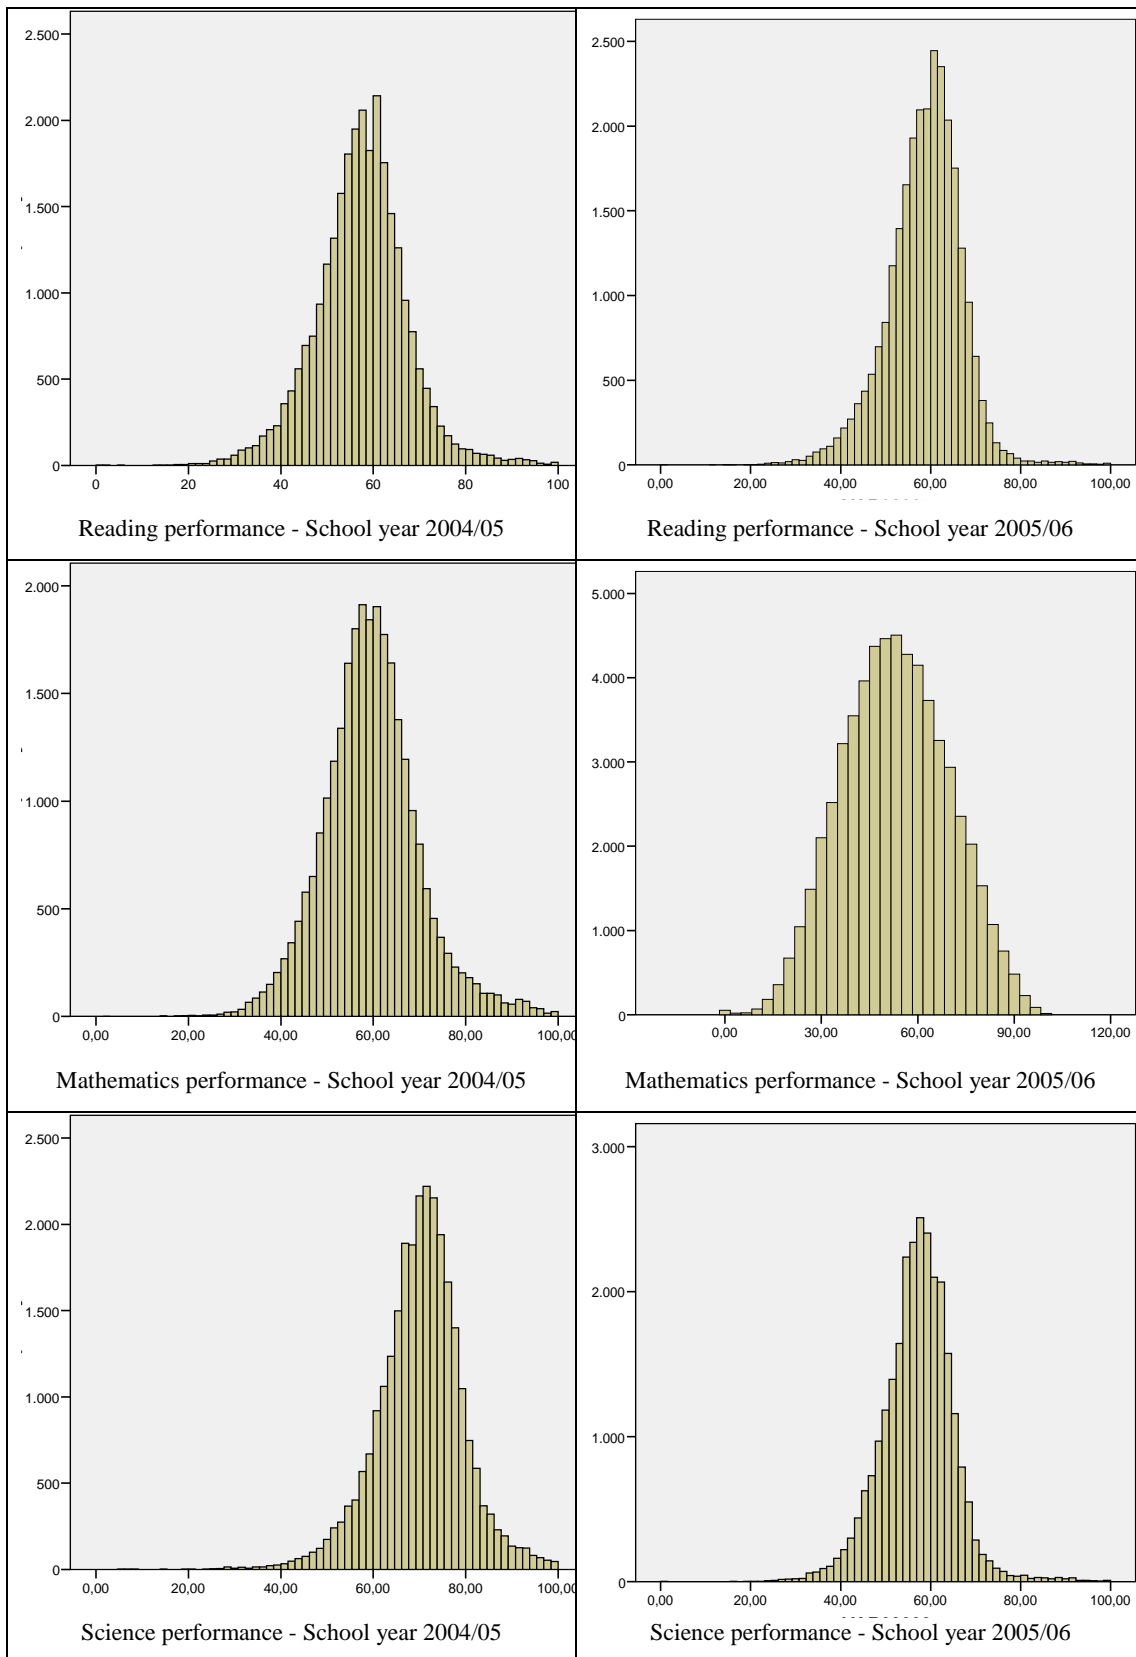 2.500
2.000
1.500
1.000
500
0
0 20 40 60 80 100
Reading performance - School year 2004/05
2.500
2.000
1.500
1.000
500
0
0,00 20,00 40,00 60,00 80,00 100,00
Reading performance - School year 2005/06
2.000
1.500
1.000
500
0
0,00 20,00 40,00 60,00 80,00 100,00
Mathematics performance - School year 2004/05
5.000
4.000
3.000
2.000
1.000
0
0,00 30,00 60,00 90,00 120,00
Mathematics performance - School year 2005/06
2.500
2.000
1.500
1.000
500
0
0,00 20,00 40,00 60,00 80,00 100,00
Science performance - School year 2004/05
3.000
2.000
1.000
0
0,00 20,00 40,00 60,00 80,00 100,00
Science performance - School year 2005/06